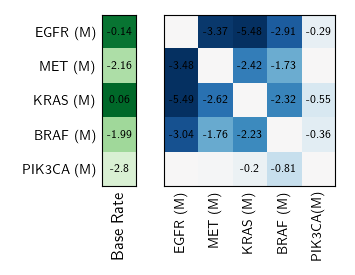 EGFR (M) -0.14 -3.37 -5.48 -2.91 -0.29
MET (M) -2.16 -3.48 -2.42 -1.73
KRAS (M) 0.06 -5.49 -2.62 -2.32 -0.55
BRAF (M) -1.99 -3.04 -1.76 -2.23 -0.36
PIK3CA (M) -2.8 -0.2 -0.81
Base Rate
EGFR (M)
MET (M)
KRAS (M)
BRAF (M)
PIK3CA(M)